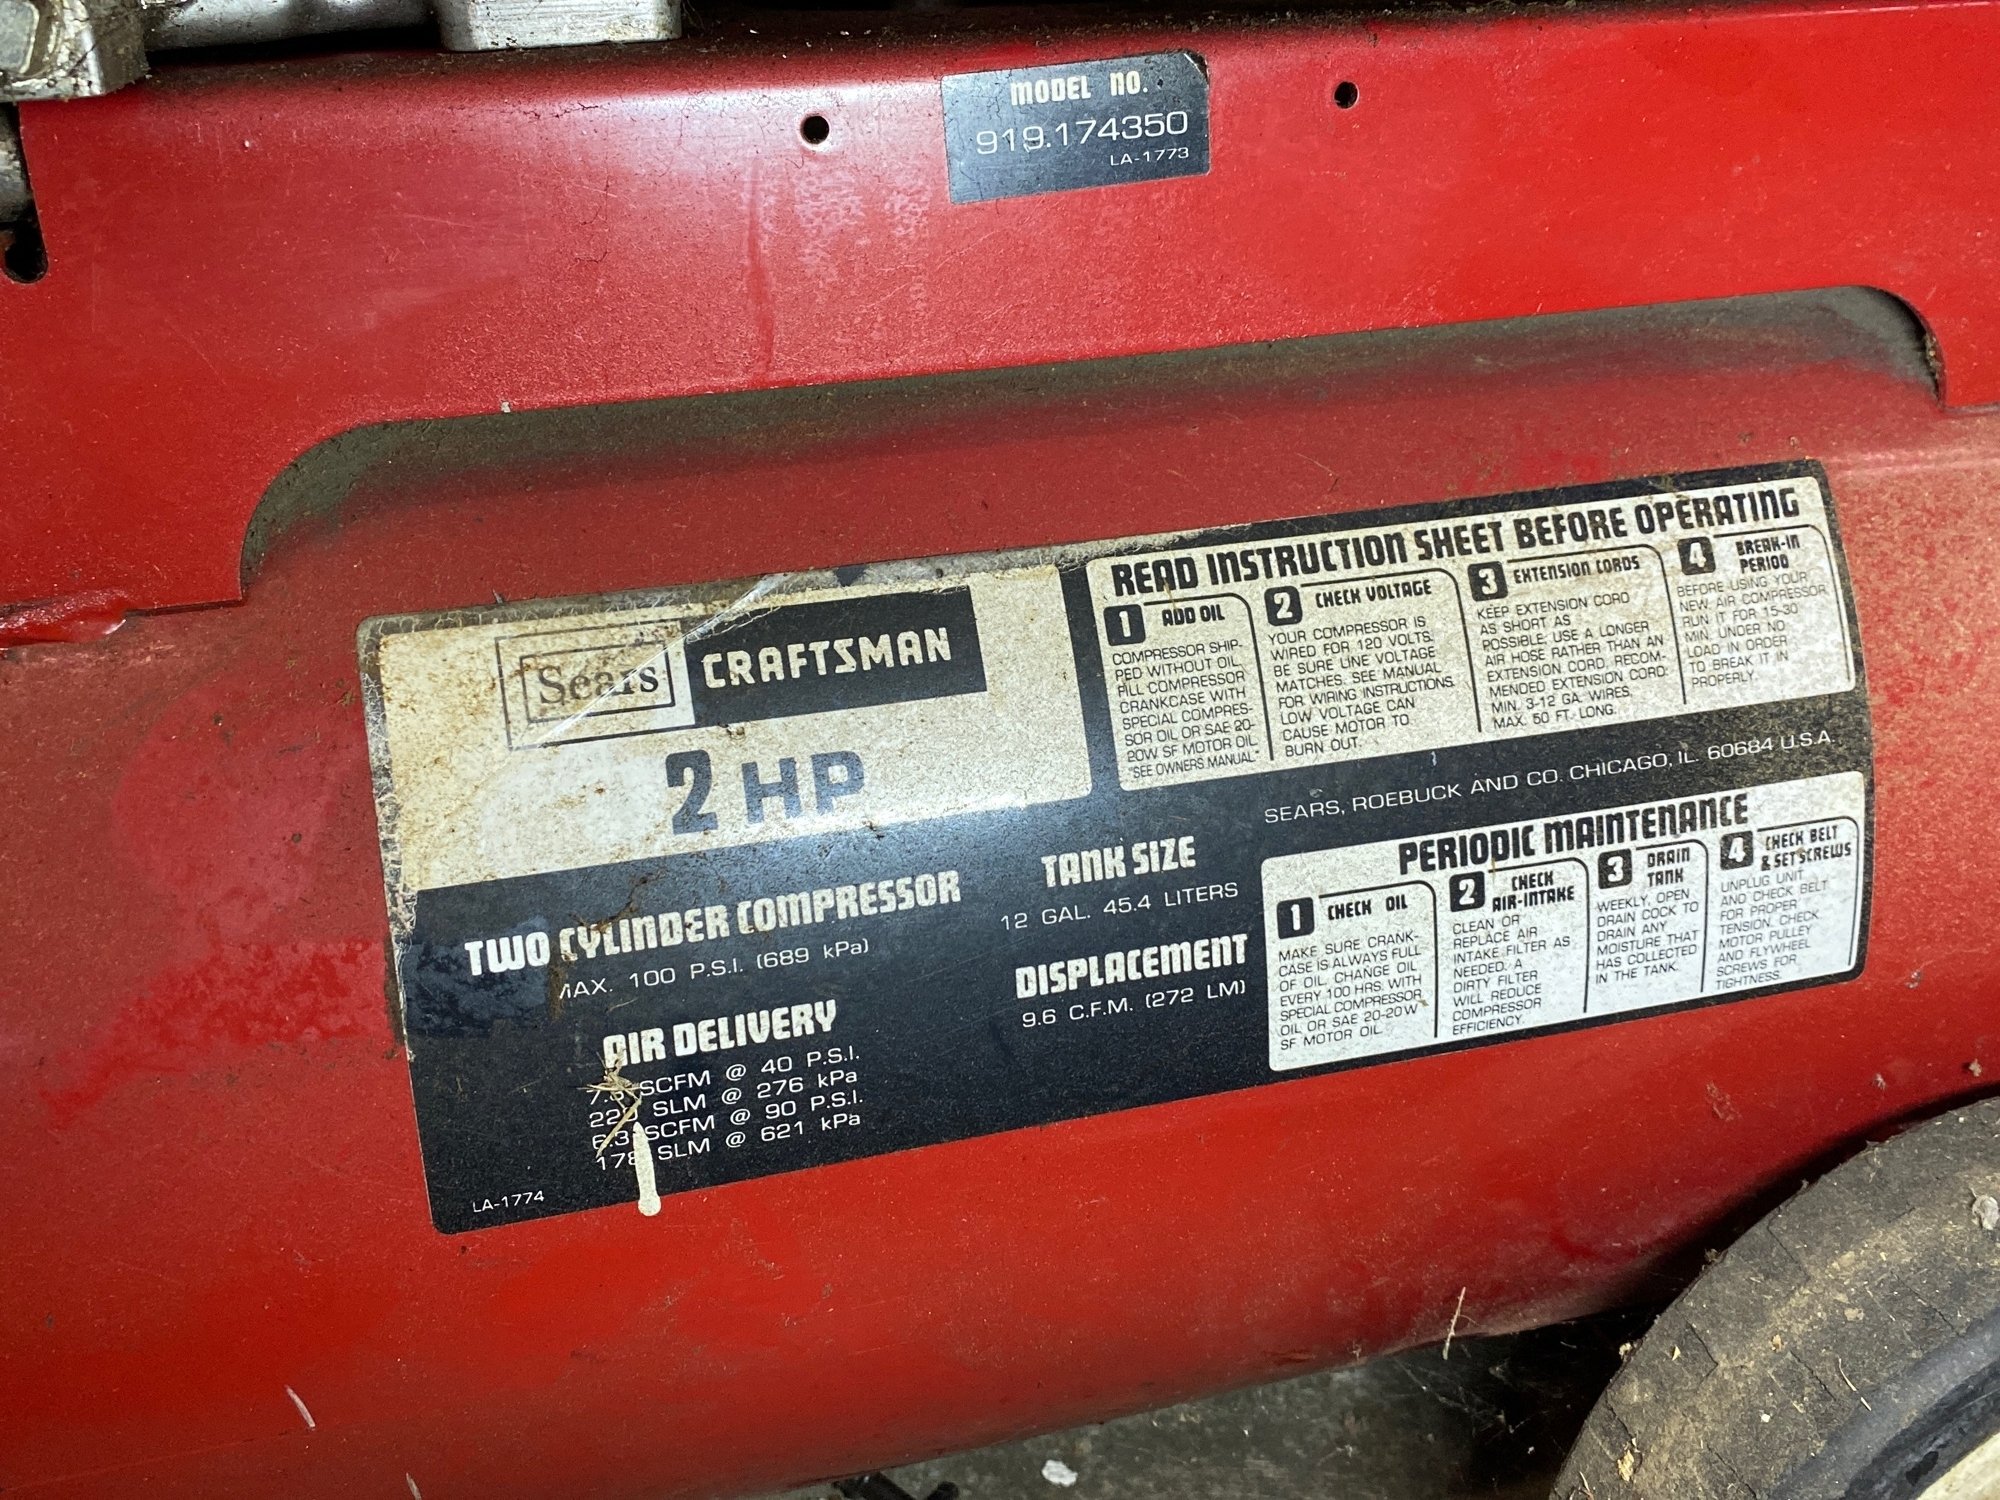 MODEL NO.
919.174350
LA-1773
Sears
CRAFTSMAN
2 HP
TWO CYLINDER COMPRESSOR
MAX. 100 P.S.I. (689 kPa)
AIR DELIVERY
SCFM @ 40 P.S.I.
SLM @ 276 kPa
6.3 SCFM @ 90 P.S.I.
178 SLM @ 621 kPa
LA-1774
TANK SIZE
12 GAL. 45.4 LITERS
DISPLACEMENT
9.6 C.F.M. (272 LM)
READ INSTRUCTION SHEET BEFORE OPERATING
1 ADD OIL
COMPRESSOR SHIP-
PED WITHOUT OIL.
FILL COMPRESSOR
CRANKCASE WITH
SPECIAL COMPRES-
SOR OIL OR SAE 20-
20W SF MOTOR OIL
"SEE OWNERS MANUAL"
2 CHECK VOLTAGE
YOUR COMPRESSOR IS
WIRED FOR 120 VOLTS.
BE SURE LINE VOLTAGE
MATCHES. SEE MANUAL
FOR WIRING INSTRUCTIONS.
LOW VOLTAGE CAN
CAUSE MOTOR TO
BURN OUT.
3 EXTENSION CORDS
KEEP EXTENSION CORD
AS SHORT AS
POSSIBLE. USE A LONGER
AIR HOSE RATHER THAN AN
EXTENSION CORD. RECOM-
MENDED EXTENSION CORD:
MIN. 3-12 GA. WIRES.
MAX. 50 FT. LONG.
4 BREAK-IN
PERIOD
BEFORE USING YOUR
NEW AIR COMPRESSOR
RUN IT FOR 15-30
MIN. UNDER NO
LOAD IN ORDER
TO BREAK IT IN
PROPERLY.
SEARS, ROEBUCK AND CO. CHICAGO, IL. 60684 U.S.A.
PERIODIC MAINTENANCE
1 CHECK OIL
MAKE SURE CRANK-
CASE IS ALWAYS FULL
OF OIL. CHANGE OIL
EVERY 100 HRS. WITH
SPECIAL COMPRESSOR
OIL OR SAE 20-20W
SF MOTOR OIL.
2 CHECK
AIR-INTAKE
CLEAN OR
REPLACE AIR
INTAKE FILTER AS
NEEDED. A
DIRTY FILTER
WILL REDUCE
COMPRESSOR
EFFICIENCY.
3 DRAIN
TANK
WEEKLY, OPEN
DRAIN COCK TO
DRAIN ANY
MOISTURE THAT
HAS COLLECTED
IN THE TANK.
4 CHECK BELT
& SETSCREWS
UNPLUG UNIT
AND CHECK BELT
FOR PROPER
TENSION. CHECK
MOTOR PULLEY
AND FLYWHEEL
SCREWS FOR
TIGHTNESS.